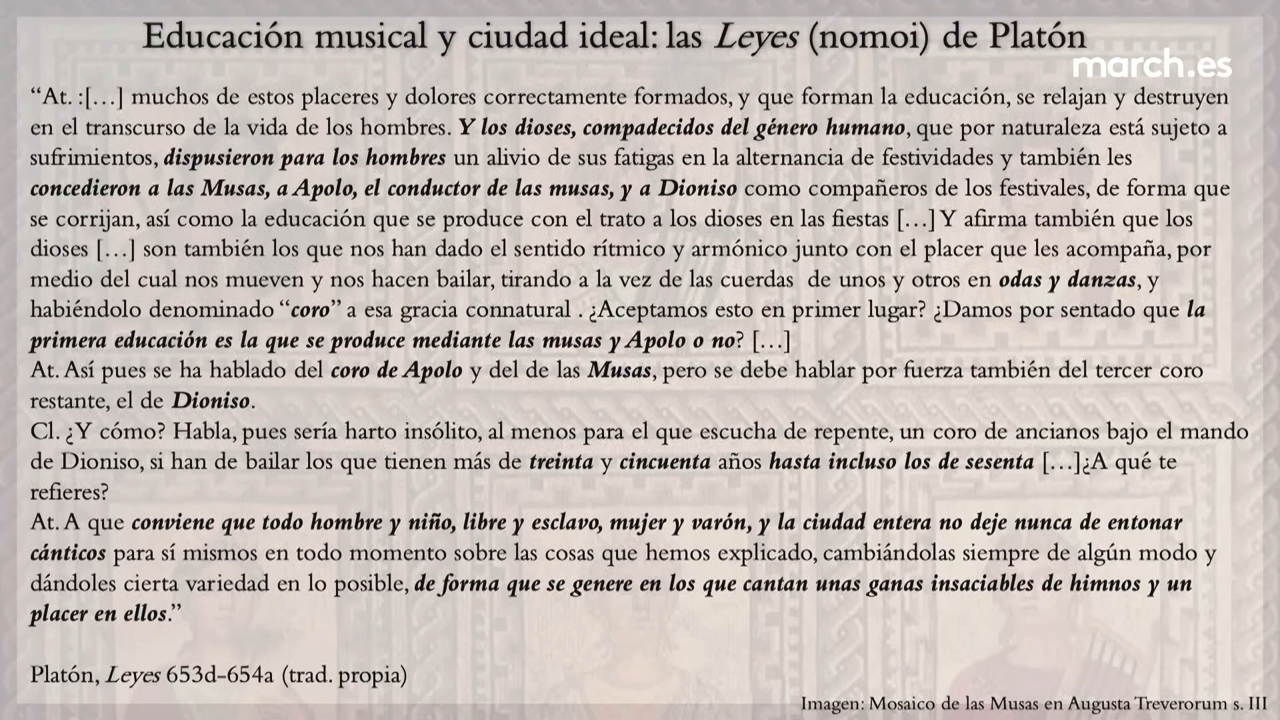 Educación musical y ciudad ideal: las Leyes (nomoi) de Platón
march.es
“At. :[…] muchos de estos placeres y dolores correctamente formados, y que forman la educación, se relajan y destruyen
en el transcurso de la vida de los hombres. Y los dioses, compadecidos del género humano, que por naturaleza está sujeto a
sufrimientos, dispusieron para los hombres un alivio de sus fatigas en la alternancia de festividades y también les
concedieron a las Musas, a Apolo, el conductor de las musas, y a Dioniso como compañeros de los festivales, de forma que
se corrijan, así como la educación que se produce con el trato a los dioses en las fiestas […] Y afirma también que los
dioses […] son también los que nos han dado el sentido rítmico y armónico junto con el placer que les acompaña, por
medio del cual nos mueven y nos hacen bailar, tirando a la vez de las cuerdas de unos y otros en odas y danzas, y
habiéndolo denominado “coro” a esa gracia connatural . ¿Aceptamos esto en primer lugar? ¿Damos por sentado que la
primera educación es la que se produce mediante las musas y Apolo o no? […]
At. Así pues se ha hablado del coro de Apolo y del de las Musas, pero se debe hablar por fuerza también del tercer coro
restante, el de Dioniso.
Cl. ¿Y cómo? Habla, pues sería harto insólito, al menos para el que escucha de repente, un coro de ancianos bajo el mando
de Dioniso, si han de bailar los que tienen más de treinta y cincuenta años hasta incluso los de sesenta […]¿A qué te
refieres?
At. A que conviene que todo hombre y niño, libre y esclavo, mujer y varón, y la ciudad entera no deje nunca de entonar
cánticos para sí mismos en todo momento sobre las cosas que hemos explicado, cambiándolas siempre de algún modo y
dándoles cierta variedad en lo posible, de forma que se genere en los que cantan unas ganas insaciables de himnos y un
placer en ellos.”
Platón, Leyes 653d-654a (trad. propia)
Imagen: Mosaico de las Musas en Augusta Treverorum s. III